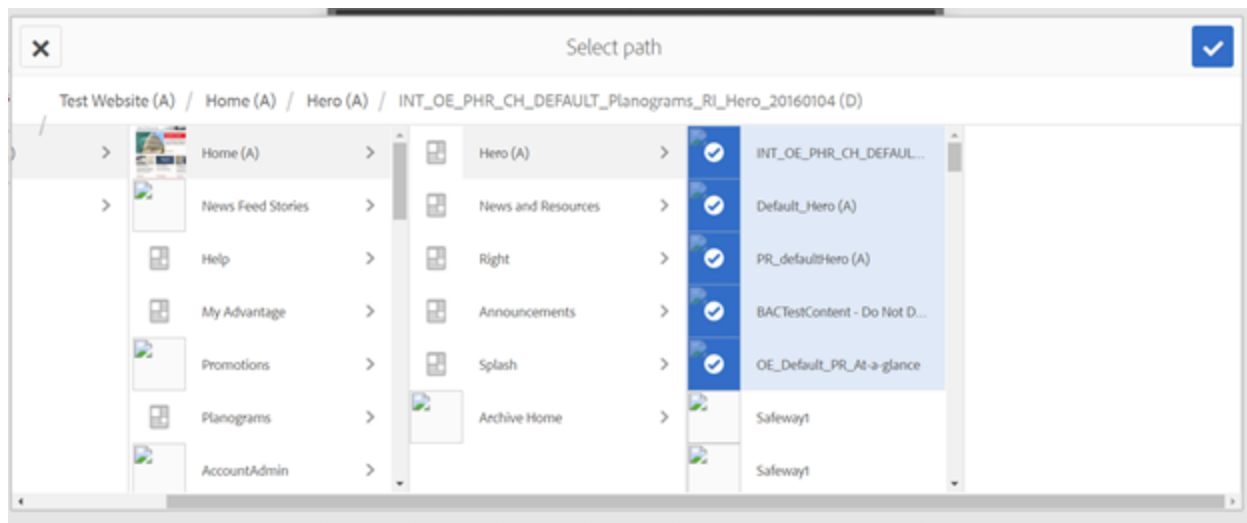 Select path
Test Website (A) / Home (A) / Hero (A) / INT_OE_PHR_CH_DEFAULT_Planograms_RI_Hero_20160104 (D)
/
)
Home (A)
News Feed Stories
Help
My Advantage
Promotions
Planograms
AccountAdmin
Hero (A)
News and Resources
Right
Announcements
Splash
Archive Home
INT_OE_PHR_CH_DEFAUL...
Default_Hero (A)
PR_defaultHero (A)
BACTestContent - Do Not D...
OE_Default_PR_At-a-glance
Safeway1
Safeway1